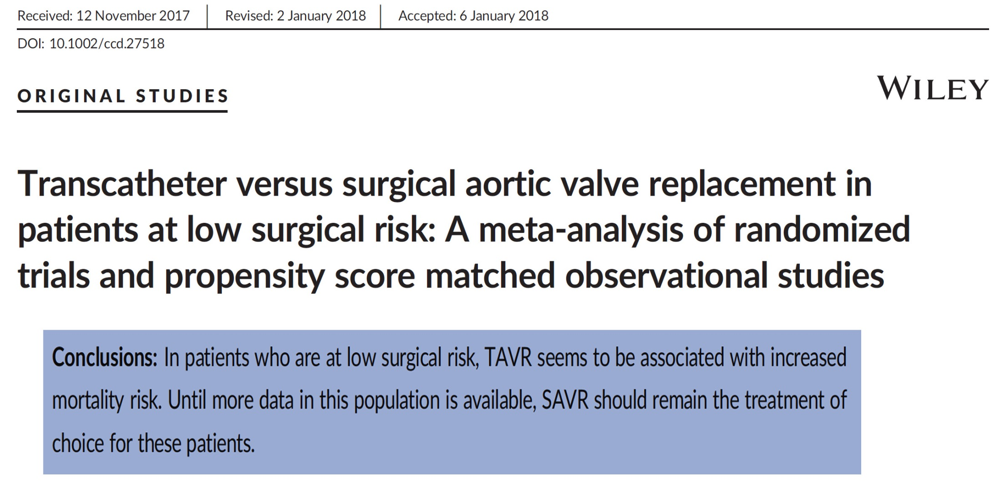 Received: 12 November 2017 | Revised: 2 January 2018 | Accepted: 6 January 2018
DOI: 10.1002/ccd.27518
ORIGINAL STUDIES
WILEY
Transcatheter versus surgical aortic valve replacement in
patients at low surgical risk: A meta-analysis of randomized
trials and propensity score matched observational studies
Conclusions: In patients who are at low surgical risk, TAVR seems to be associated with increased
mortality risk. Until more data in this population is available, SAVR should remain the treatment of
choice for these patients.